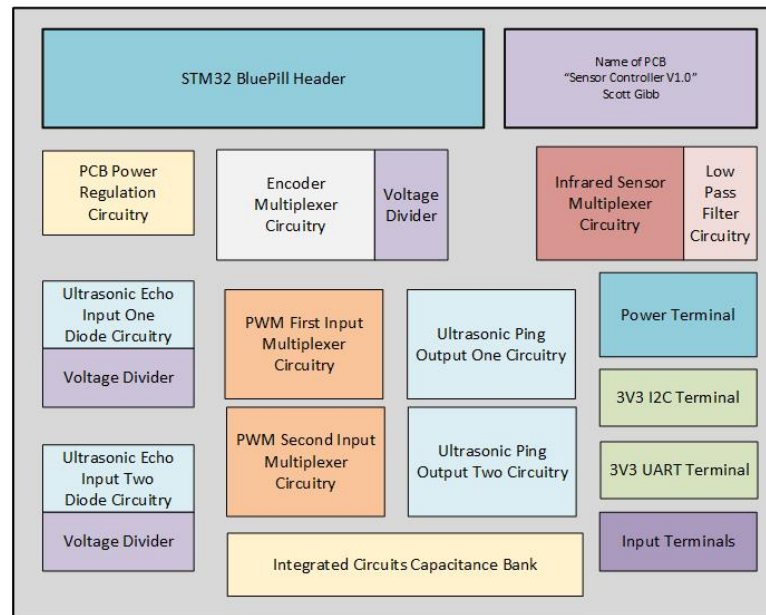 STM32 BluePill Header
Name of PCB
“Sensor Controller V1.0”
Scott Gibb
PCB Power
Regulation
Circuitry
Encoder
Multiplexer
Circuitry
Voltage
Divider
Infrared Sensor
Multiplexer
Circuitry
Low
Pass
Filter
Circuitry
Ultrasonic Echo
Input One
Diode Circuitry
Voltage Divider
PWM First Input
Multiplexer
Circuitry
Ultrasonic Ping
Output One Circuitry
Power Terminal
3V3 I2C Terminal
Ultrasonic Echo
Input Two
Diode Circuitry
Voltage Divider
PWM Second Input
Multiplexer
Circuitry
Ultrasonic Ping
Output Two Circuitry
3V3 UART Terminal
Input Terminals
Integrated Circuits Capacitance Bank